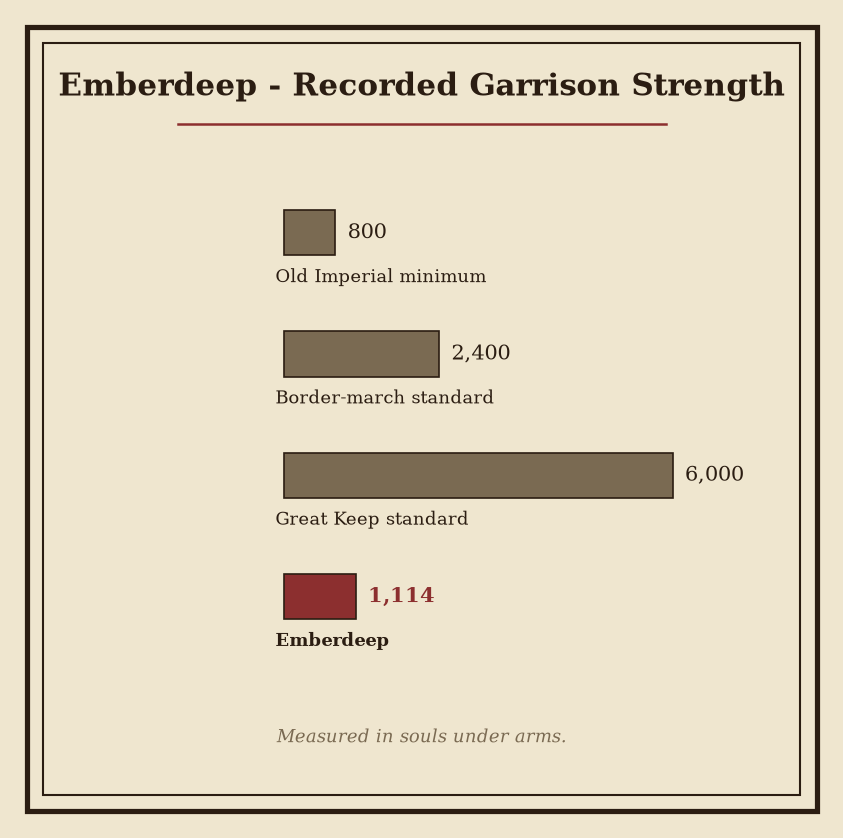 Emberdeep - Recorded Garrison Strength
800
Old Imperial minimum
2,400
Border-march standard
6,000
Great Keep standard
1,114
Emberdeep
Measured in souls under arms.